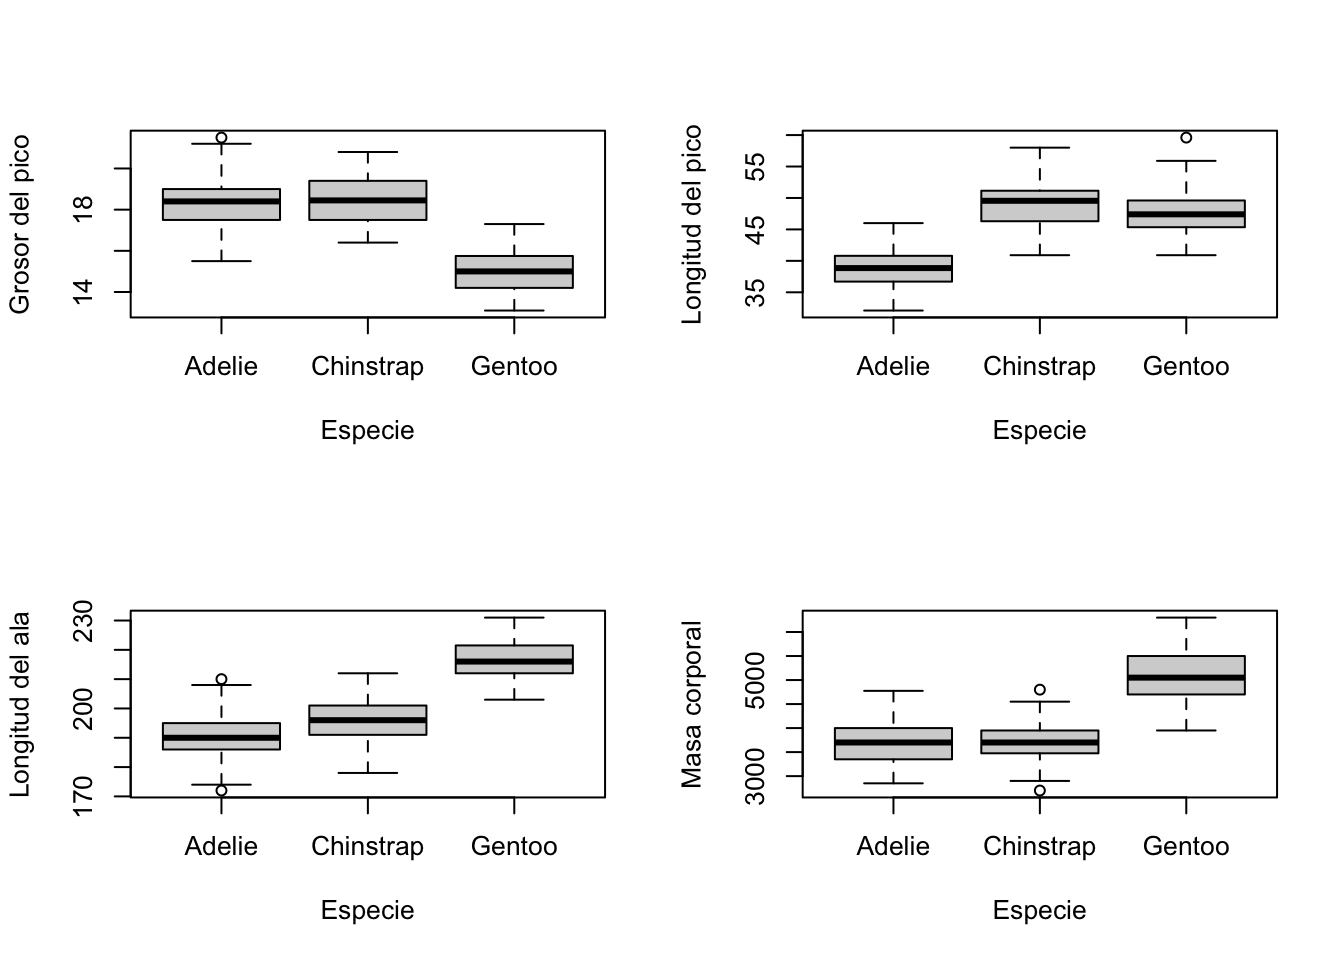 Grosor del pico
18
14
Adelie Chinstrap Gentoo
Especie
Longitud del pico
55
45
35
Adelie Chinstrap Gentoo
Especie
Longitud del ala
230
200
170
Adelie Chinstrap Gentoo
Especie
Masa corporal
5000
3000
Adelie Chinstrap Gentoo
Especie